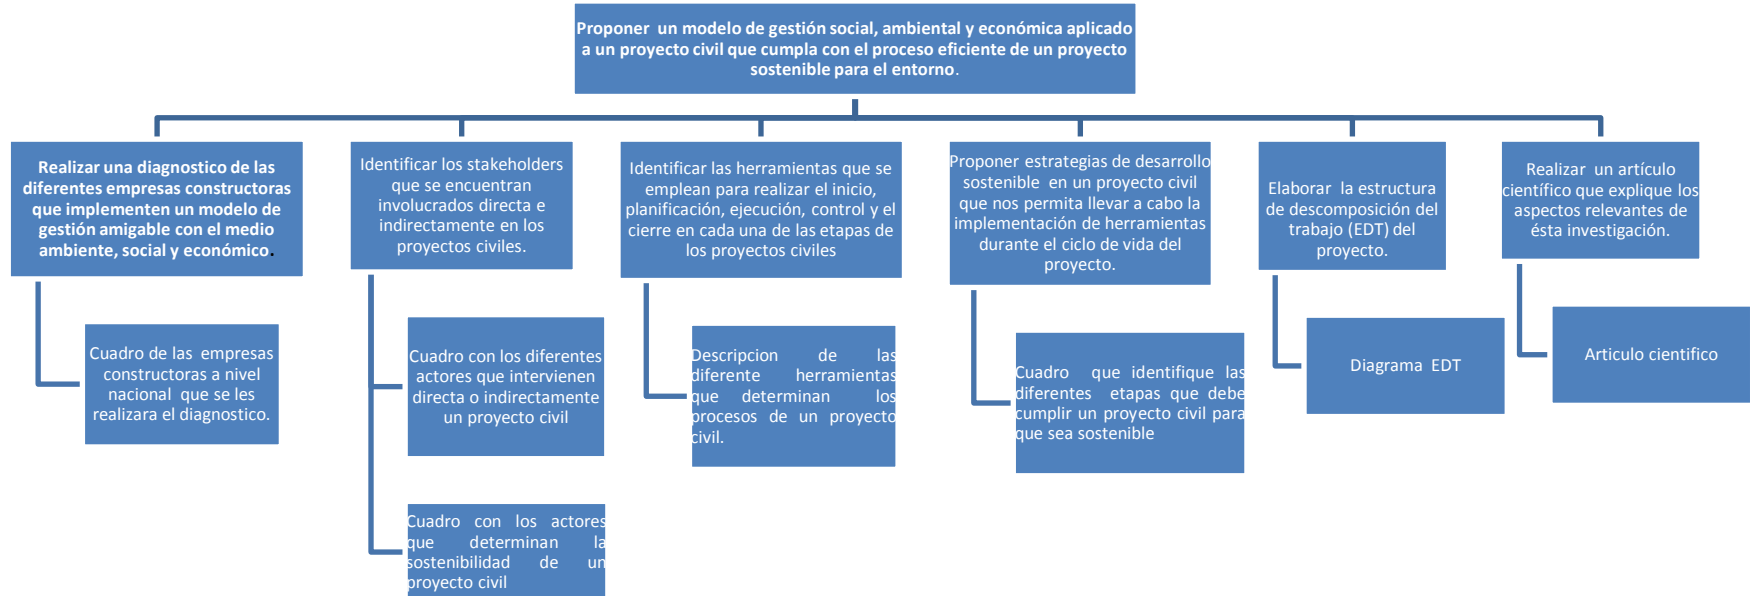 Proponer un modelo de gestión social, ambiental y económica aplicado
a un proyecto civil que cumpla con el proceso eficiente de un proyecto
sostenible para el entorno.
Realizar una diagnostico de las
diferentes empresas constructoras
que implementen un modelo de
gestión amigable con el medio
ambiente, social y económico.
Identificar los stakeholders
que se encuentran
involucrados directa e
indirectamente en los
proyectos civiles.
Identificar las herramientas que se
emplean para realizar el inicio,
planificación, ejecución, control y el
cierre en cada una de las etapas de
los proyectos civiles
Proponer estrategias de desarrollo
sostenible en un proyecto civil
que nos permita llevar a cabo la
implementación de herramientas
durante el ciclo de vida del
proyecto.
Elaborar la estructura
de descomposición del
trabajo (EDT) del
proyecto.
Realizar un artículo
científico que explique los
aspectos relevantes de
ésta investigación.
Cuadro de las empresas
constructoras a nivel
nacional que se les
realizara el diagnostico.
Cuadro con los diferentes
actores que intervienen
directa o indirectamente
un proyecto civil
Descripcion de las
diferente herramientas
que determinan los
procesos de un proyecto
civil.
Cuadro que identifique las
diferentes etapas que debe
cumplir un proyecto civil para
que sea sostenible
Diagrama EDT
Articulo cientifico
Cuadro con los actores
que determinan la
sostenibilidad de un
proyecto civil